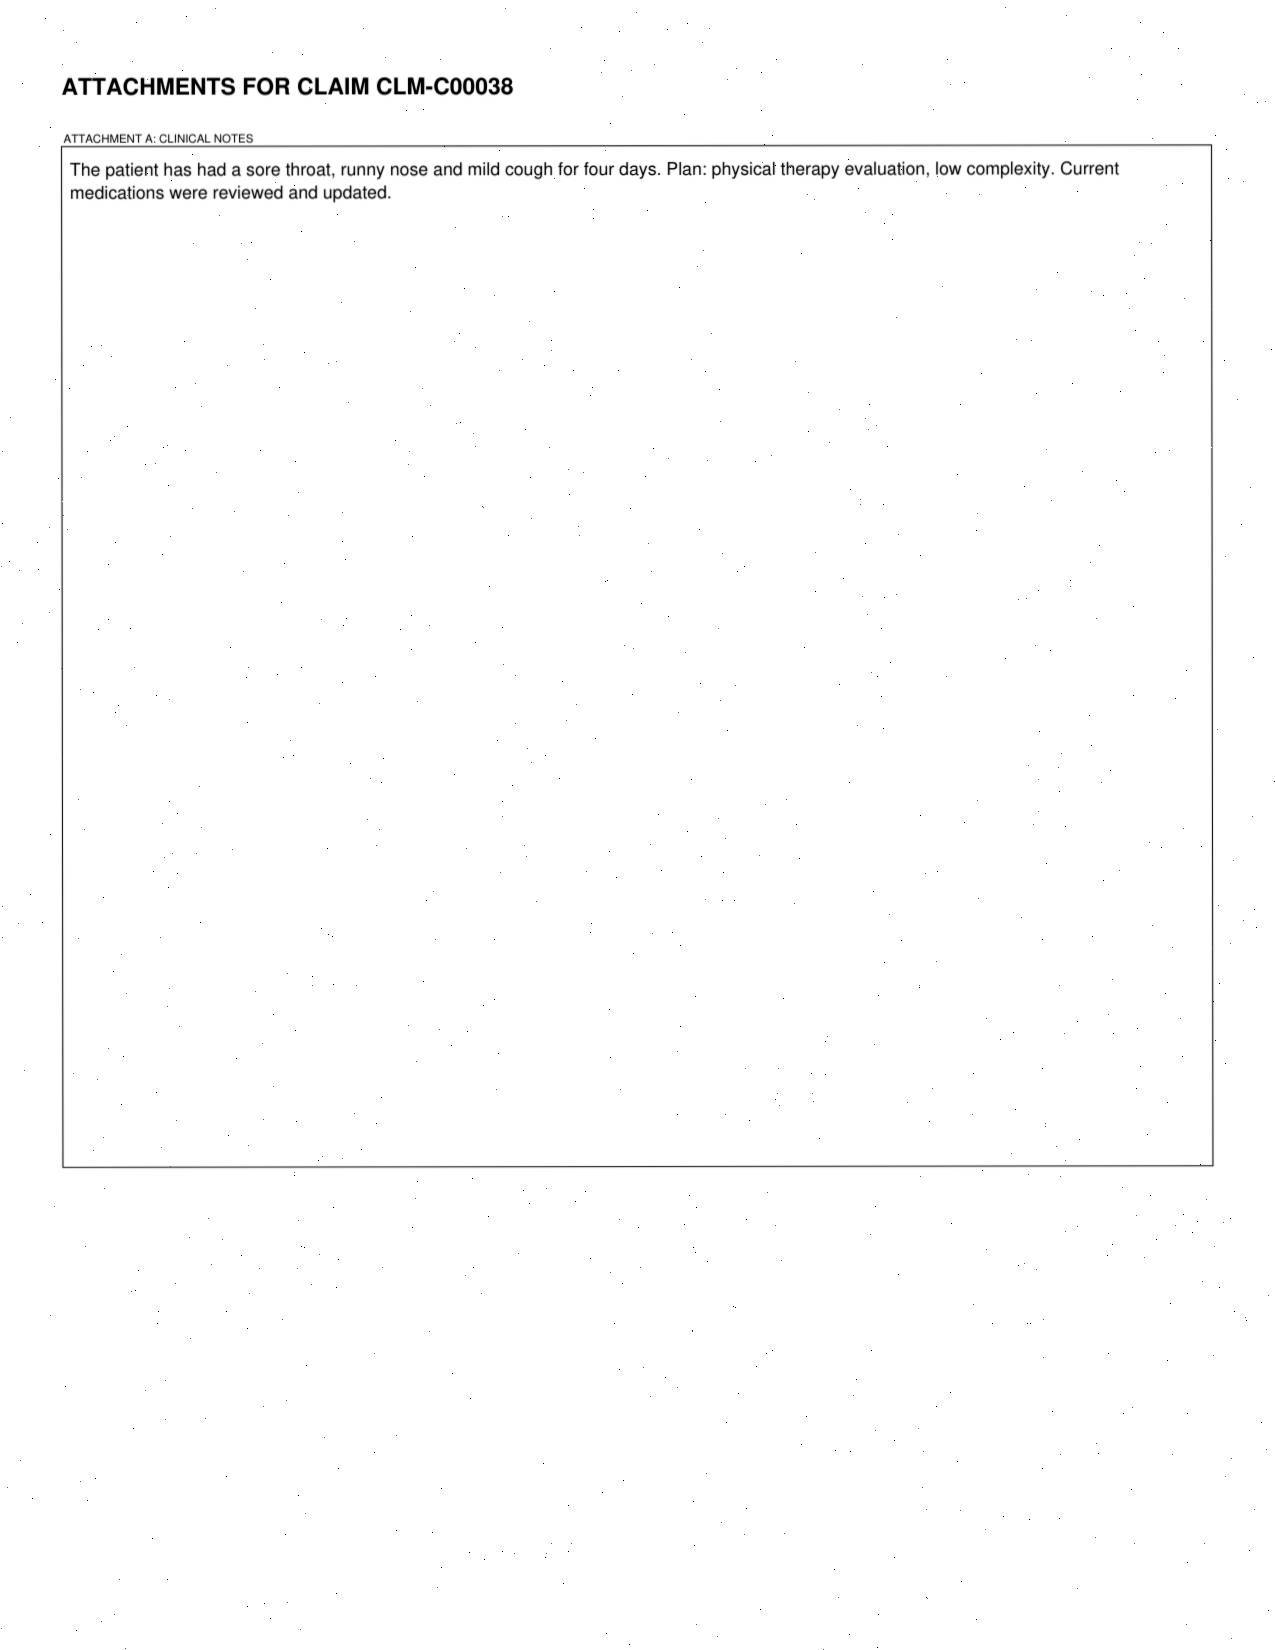 ATTACHMENTS FOR CLAIM CLM-C00038
ATTACHMENT A: CLINICAL NOTES
The patient has had a sore throat, runny nose and mild cough for four days. Plan: physical therapy evaluation, low complexity. Current
medications were reviewed and updated.